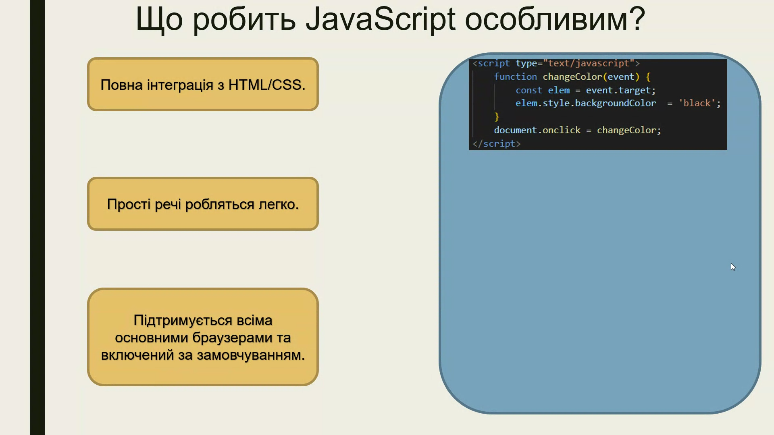 Що робить JavaScript особливим?
Повна інтеграція з HTML/CSS.
Прості речі робляться легко.
Підтримується всіма
основними браузерами та
включений за замовчуванням.
<script type="text/javascript">
function changeColor(event) {
const elem = event.target;
elem.style.backgroundColor = 'black';
}
document.onclick = changeColor;
</script>